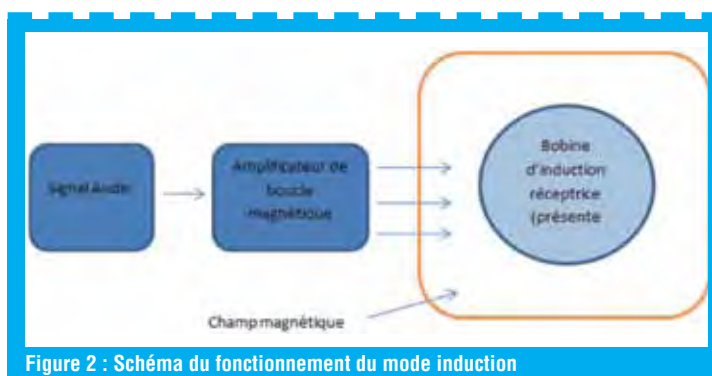 Signal Audio
Amplificateur de
boucle
magnétique
Bobine
d'induction
réceptrice
(présente
Champ magnétique
Figure 2 : Schéma du fonctionnement du mode induction